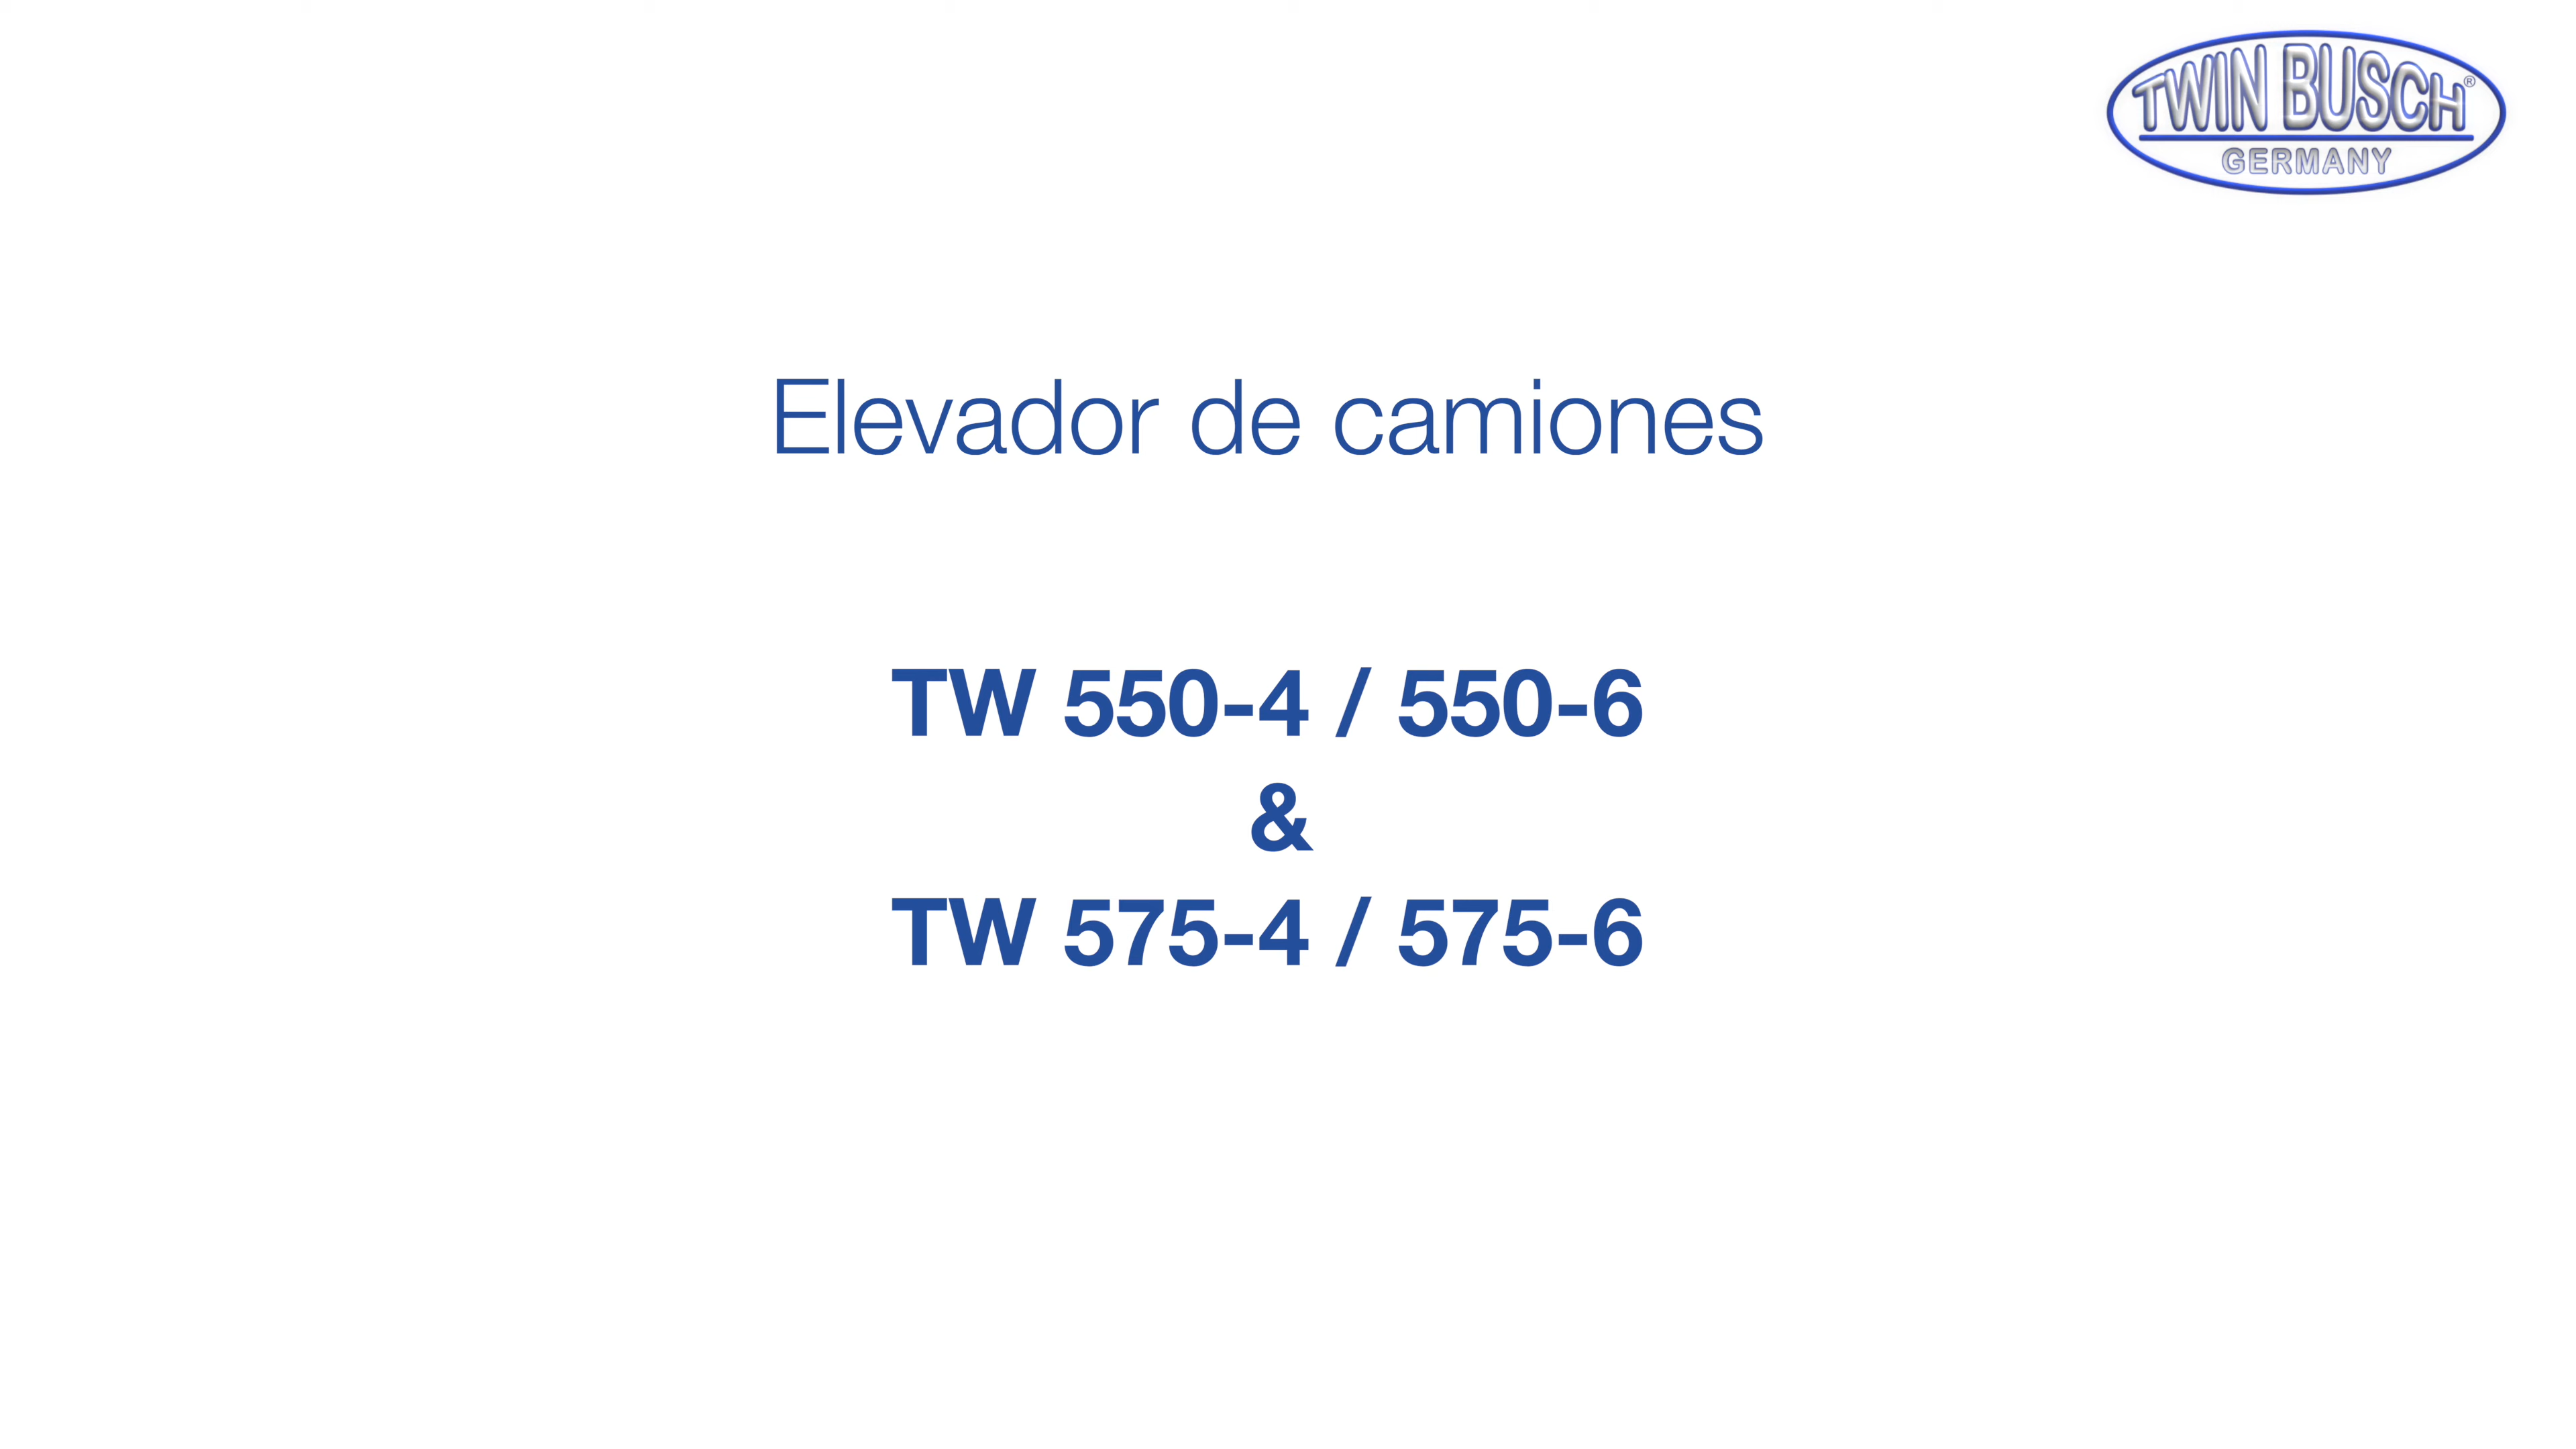 TWIN BUSCH®
GERMANY
Elevador de camiones
TW 550-4 / 550-6
&
TW 575-4 / 575-6